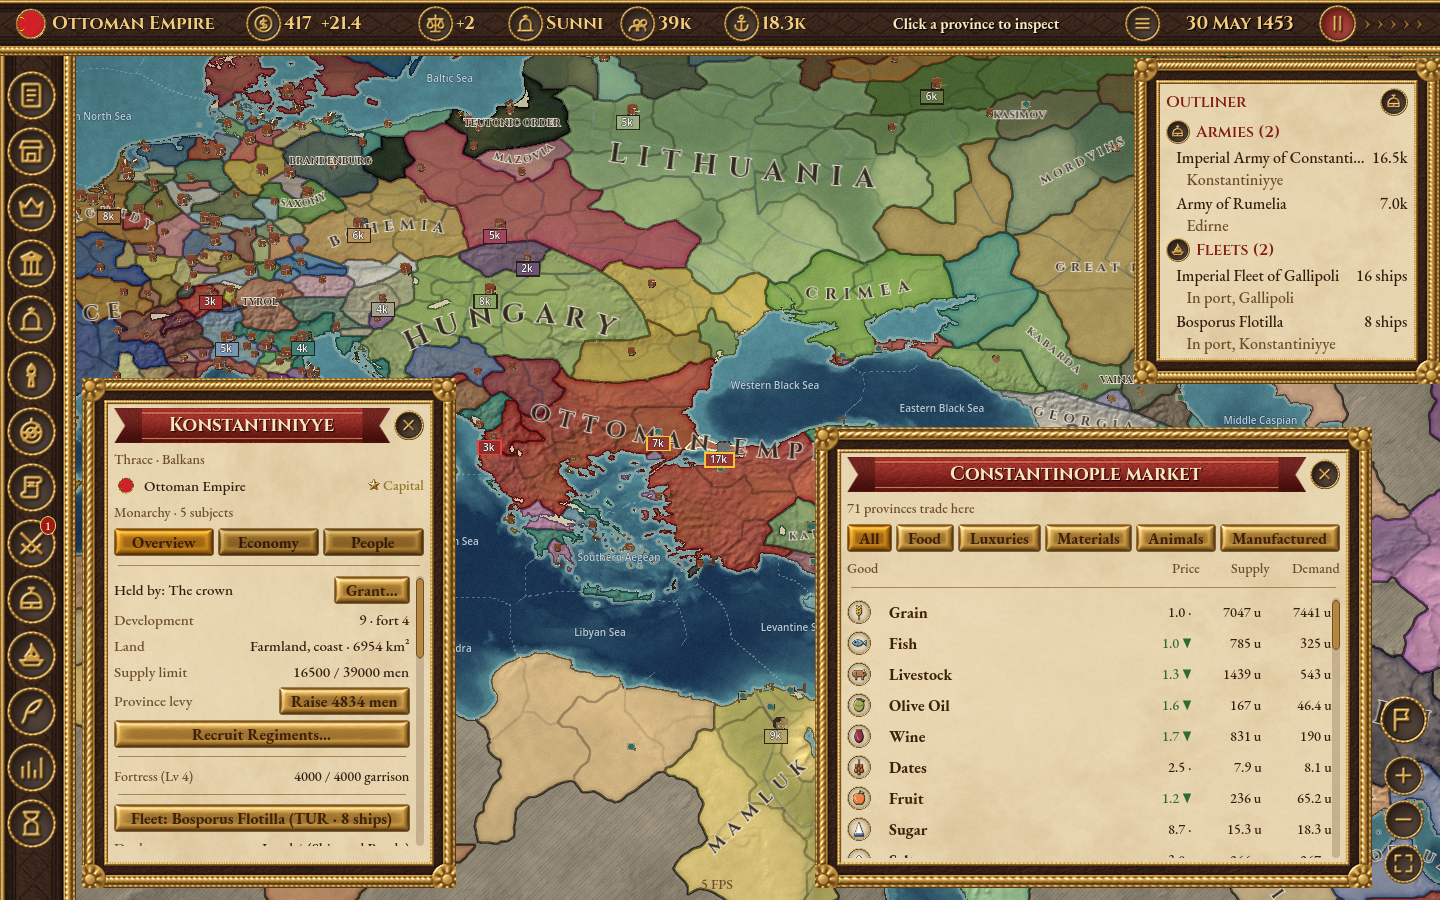 OTTOMAN EMPIRE 417 +21.4 +2 SUNNI 39K 18.3K Click a province to inspect 30 MAY 1453
Baltic Sea
n North Sea
TEUTONIC ORDER
5k
6k
KASIMOV
BRANDENBURG
MAZOVIA
LITHUANIA
MORDVINS
SAXONY
8k
BOHEMIA
6k
5k
2k
GREAT
CE
3k
TYROL
4k
8k
HUNGARY
CRIMEA
5k
4k
KABARDA
Western Black Sea
Eastern Black Sea
GEORGIA
Middle Caspian
OTTOMAN EMP
3k
7k
17k
n Sea
Southern Aegean
Libyan Sea
Levantine S
dra
9k
MAMLUK
5 FPS
OUTLINER
ARMIES (2)
Imperial Army of Constanti... 16.5k
Konstantiniyye
Army of Rumelia 7.0k
Edirne
FLEETS (2)
Imperial Fleet of Gallipoli 16 ships
In port, Gallipoli
Bosporus Flotilla 8 ships
In port, Konstantiniyye
1
KONSTANTINIYYE
Thrace · Balkans
Ottoman Empire Capital
Monarchy · 5 subjects
Overview Economy People
Held by: The crown Grant...
Development 9 · fort 4
Land Farmland, coast · 6954 km²
Supply limit 16500 / 39000 men
Province levy Raise 4834 men
Recruit Regiments...
Fortress (Lv 4) 4000 / 4000 garrison
Fleet: Bosporus Flotilla (TUR · 8 ships)
CONSTANTINOPLE MARKET
71 provinces trade here
All Food Luxuries Materials Animals Manufactured
Good Price Supply Demand
Grain 1.0 · 7047 u 7441 u
Fish 1.0 ▼ 785 u 325 u
Livestock 1.3 ▼ 1439 u 543 u
Olive Oil 1.6 ▼ 167 u 46.4 u
Wine 1.7 ▼ 831 u 190 u
Dates 2.5 · 7.9 u 8.1 u
Fruit 1.2 ▼ 236 u 65.2 u
Sugar 8.7 · 15.3 u 18.3 u